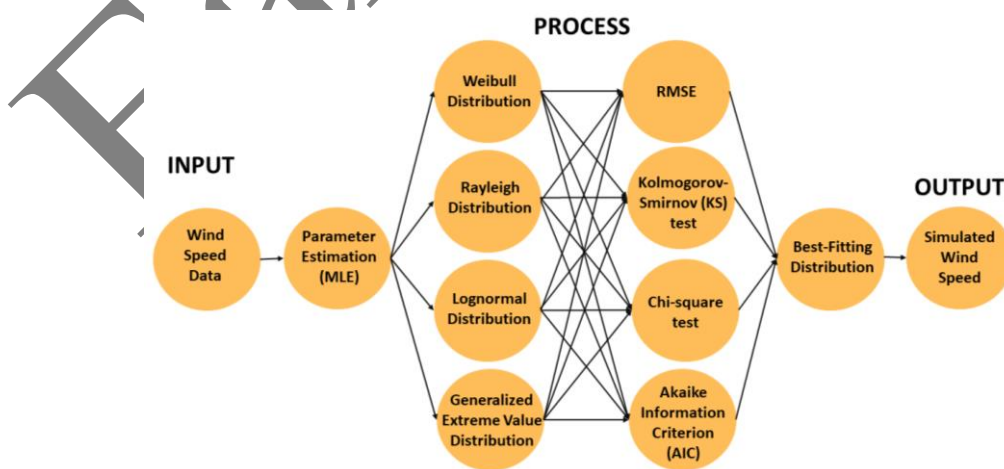 PROCESS
INPUT
OUTPUT
Wind
Speed
Data
Parameter
Estimation
(MLE)
Weibull
Distribution
Rayleigh
Distribution
Lognormal
Distribution
Generalized
Extreme Value
Distribution
RMSE
Kolmogorov-
Smirnov (KS)
test
Chi-square
test
Akaike
Information
Criterion
(AIC)
Best-Fitting
Distribution
Simulated
Wind
Speed